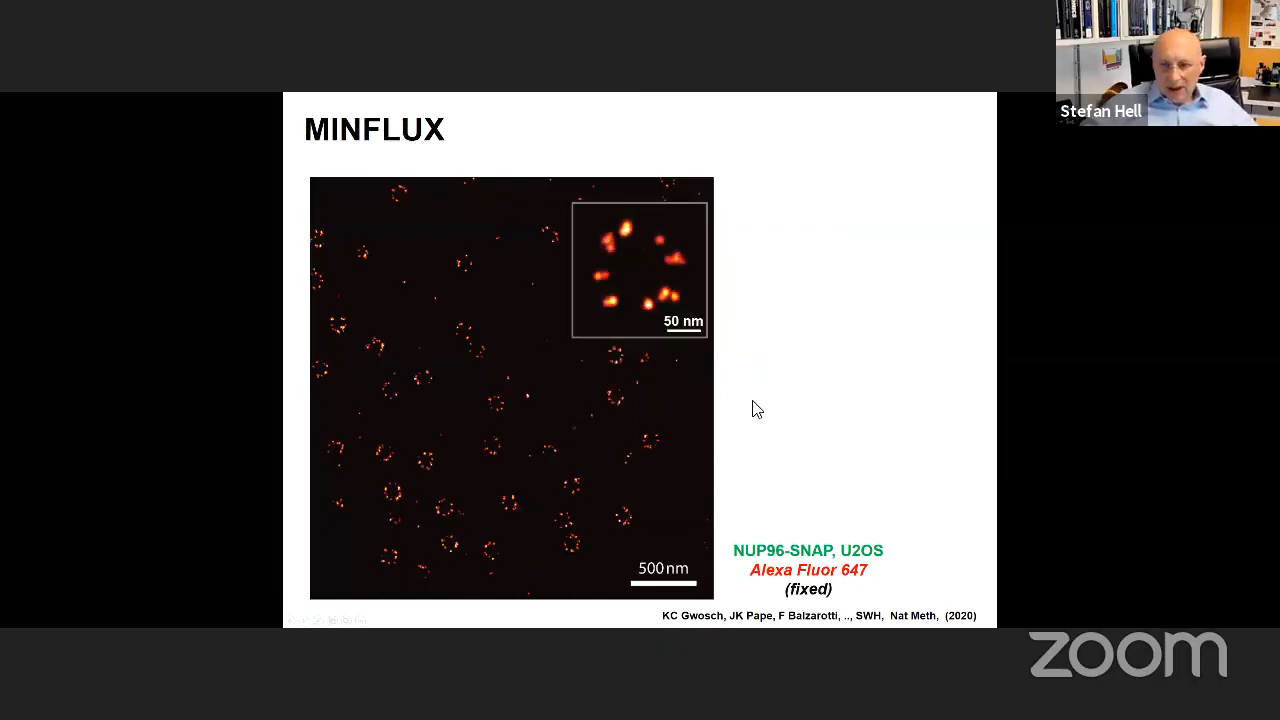 Stefan Hell
MINFLUX
50 nm
500 nm
NUP96-SNAP, U2OS
Alexa Fluor 647
(fixed)
KC Gwosch, JK Pape, F Balzarotti, .., SWH, Nat Meth, (2020)
zoom